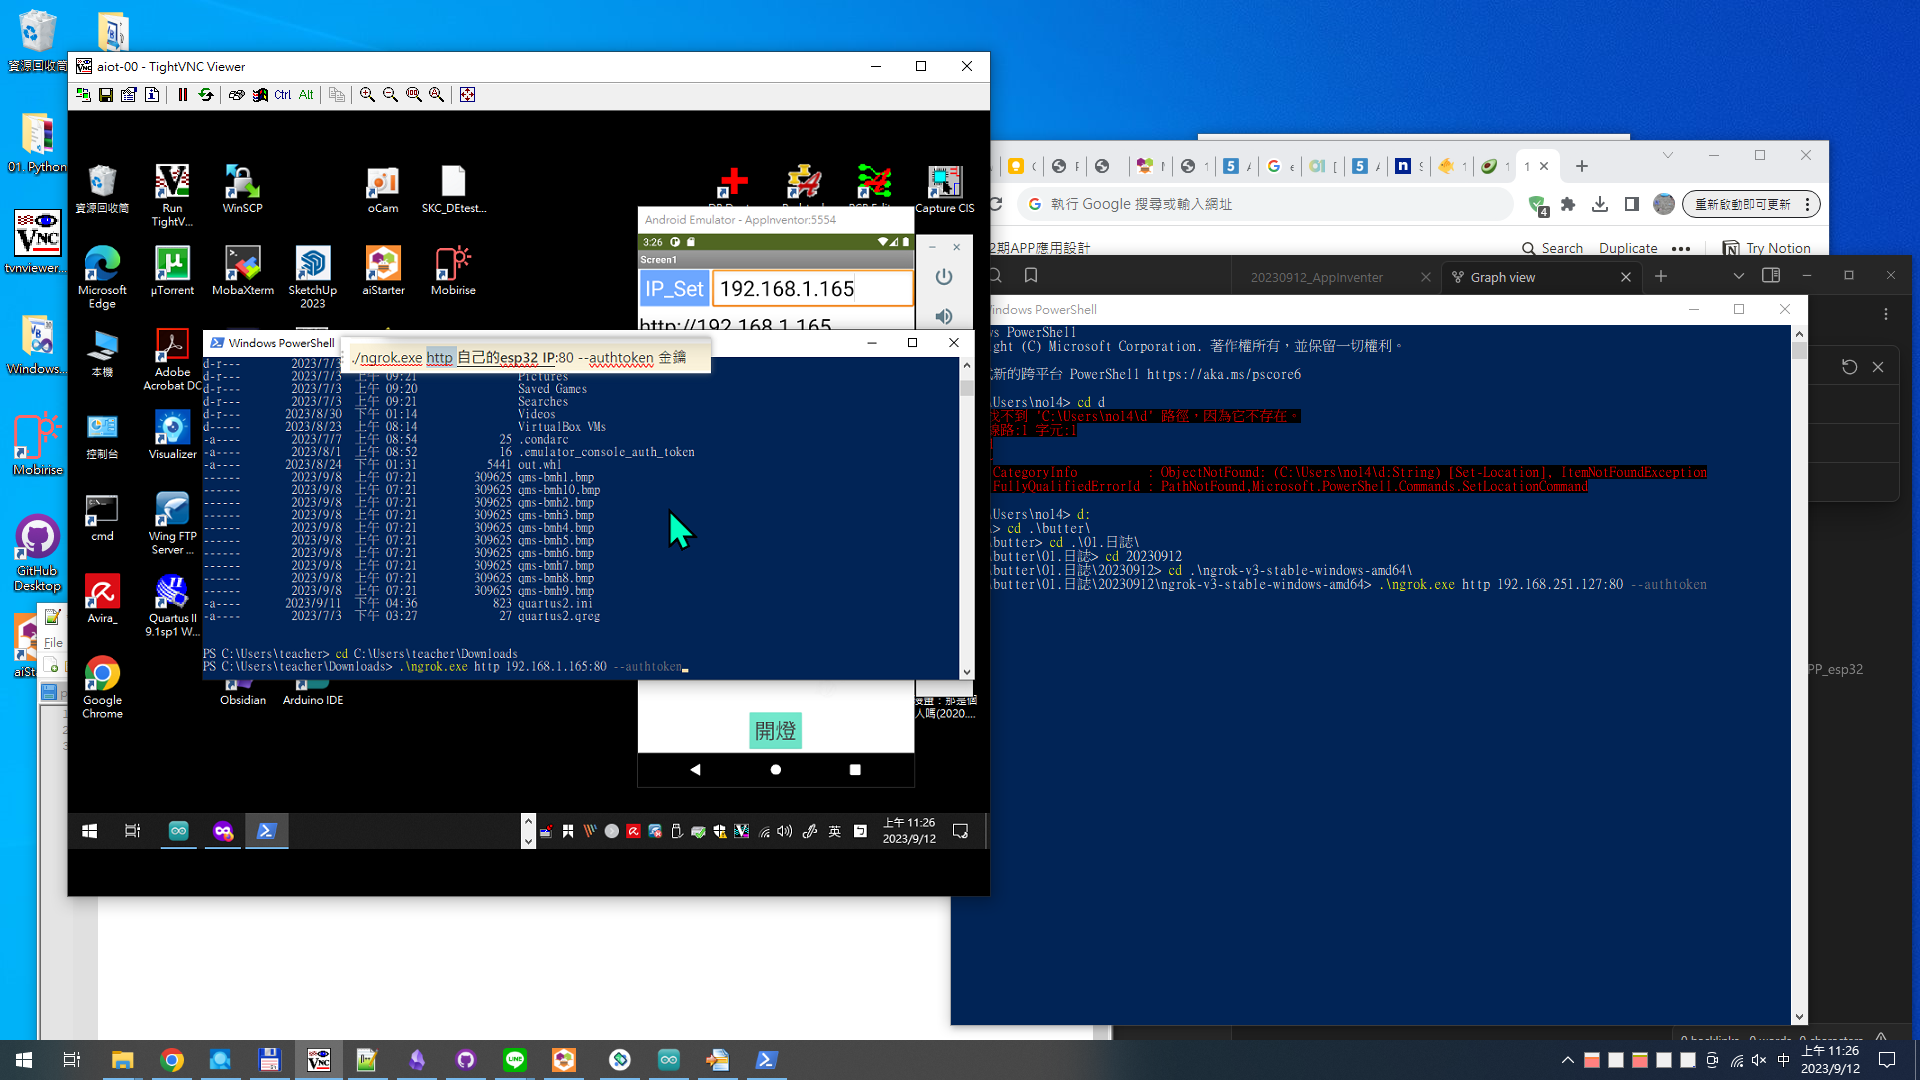 資源回收筒
01. Python
tvnviewer...
Windows...
Mobirise
GitHub
Desktop
aiSta
File
aiot-00 - TightVNC Viewer
Ctrl
Alt
資源回收筒
Run
TightV...
WinSCP
oCam
SKC_DEtest...
Capture CIS
Microsoft
Edge
µTorrent
MobaXterm
SketchUp
2023
aiStarter
Mobirise
本機
Adobe
Acrobat DC
控制台
Visualizer
cmd
Wing FTP
Server ...
Avira_
Quartus II
9.1sp1 W...
Google
Chrome
Obsidian
Arduino IDE
Android Emulator - AppInventor:5554
3:26
Screen1
IP_Set
192.168.1.165
http://192.168.1.165
開燈
人嗎(2020....
Windows PowerShell
./ngrok.exe http 自己的esp32 IP:80 --authtoken 金鑰
d-r---
2023/7/3
d-r--- 2023/7/3 上午 09:21 Pictures
d-r--- 2023/7/3 上午 09:20 Saved Games
d-r--- 2023/7/3 上午 09:21 Searches
d-r--- 2023/8/30 下午 01:14 Videos
d----- 2023/8/23 上午 08:14 VirtualBox VMs
-a---- 2023/7/7 上午 08:54 25 .condarc
-a---- 2023/8/1 上午 08:52 16 .emulator_console_auth_token
-a---- 2023/8/24 下午 01:31 5441 out.whl
------ 2023/9/8 上午 07:21 309625 qms-bmh1.bmp
------ 2023/9/8 上午 07:21 309625 qms-bmh10.bmp
------ 2023/9/8 上午 07:21 309625 qms-bmh2.bmp
------ 2023/9/8 上午 07:21 309625 qms-bmh3.bmp
------ 2023/9/8 上午 07:21 309625 qms-bmh4.bmp
------ 2023/9/8 上午 07:21 309625 qms-bmh5.bmp
------ 2023/9/8 上午 07:21 309625 qms-bmh6.bmp
------ 2023/9/8 上午 07:21 309625 qms-bmh7.bmp
------ 2023/9/8 上午 07:21 309625 qms-bmh8.bmp
------ 2023/9/8 上午 07:21 309625 qms-bmh9.bmp
-a---- 2023/9/11 下午 04:36 823 quartus2.ini
-a---- 2023/7/3 下午 03:27 27 quartus2.qreg
PS C:\Users\teacher> cd C:\Users\teacher\Downloads
PS C:\Users\teacher\Downloads> .\ngrok.exe http 192.168.1.165:80 --authtoken
英
上午 11:26
2023/9/12
執行 Google 搜尋或輸入網址
4
重新啟動即可更新
2期APP應用設計
Search
Duplicate
Try Notion
20230912_AppInventer
Graph view
indows PowerShell
ws PowerShell
ight (C) Microsoft Corporation. 著作權所有，並保留一切權利。
新的跨平台 PowerShell https://aka.ms/pscore6
Users\no14> cd d
找不到 'C:\Users\no14\d' 路徑，因為它不存在。
線路:1 字元:1
CategoryInfo : ObjectNotFound: (C:\Users\no14\d:String) [Set-Location], ItemNotFoundException
FullyQualifiedErrorId : PathNotFound,Microsoft.PowerShell.Commands.SetLocationCommand
Users\no14> d:
> cd .\butter\
butter> cd .\01.日誌\
butter\01.日誌> cd 20230912
butter\01.日誌\20230912> cd .\ngrok-v3-stable-windows-amd64\
butter\01.日誌\20230912\ngrok-v3-stable-windows-amd64> .\ngrok.exe http 192.168.251.127:80 --authtoken
PP_esp32
中
上午 11:26
2023/9/12